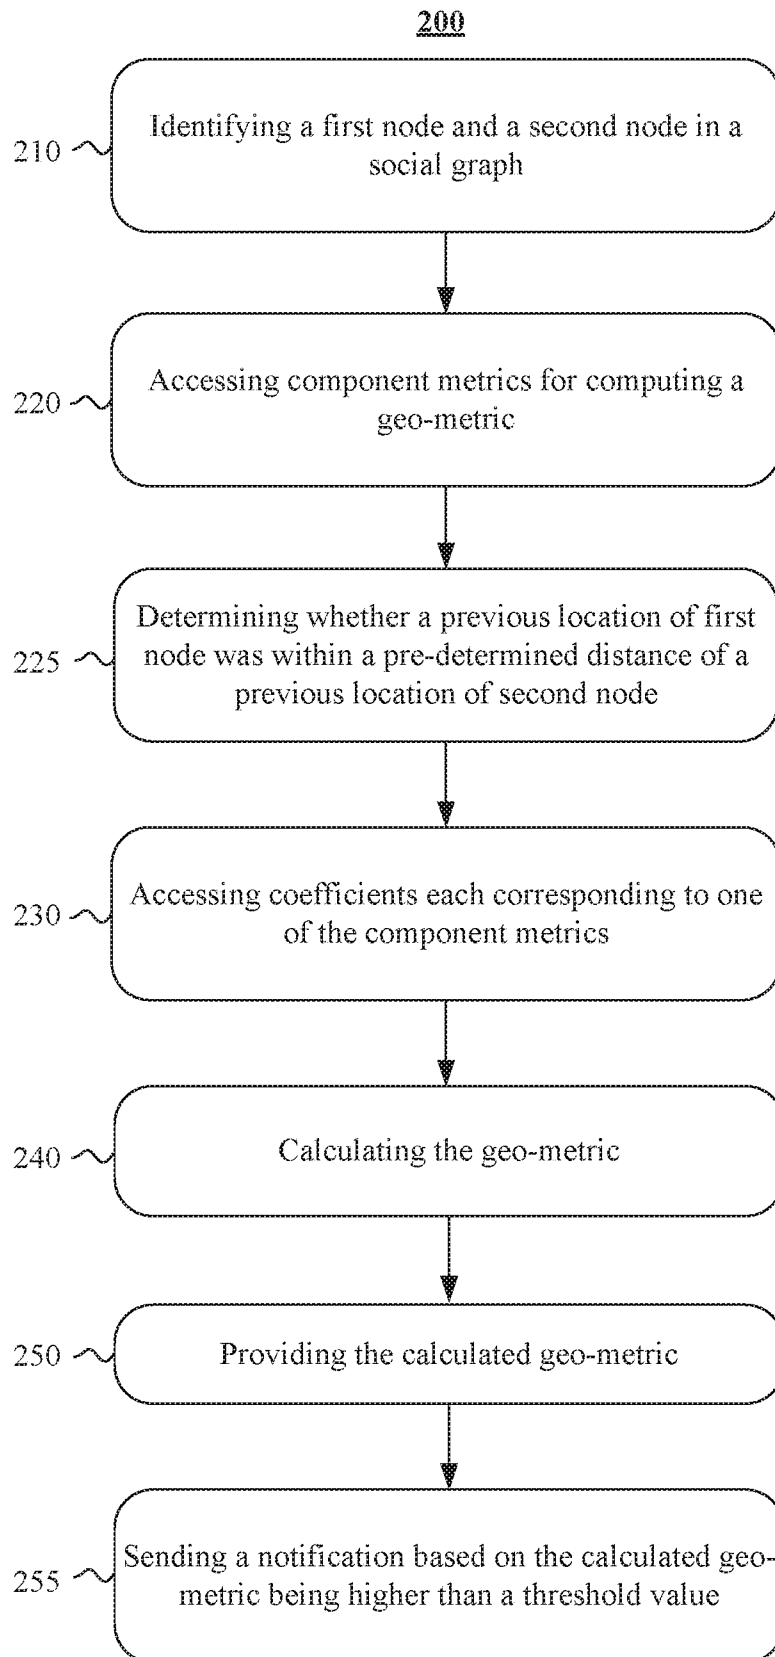 200
210
Identifying a first node and a second node in a
social graph
220
Accessing component metrics for computing a
geo-metric
225
Determining whether a previous location of first
node was within a pre-determined distance of a
previous location of second node
230
Accessing coefficients each corresponding to one
of the component metrics
240
Calculating the geo-metric
250
Providing the calculated geo-metric
255
Sending a notification based on the calculated geo-
metric being higher than a threshold value